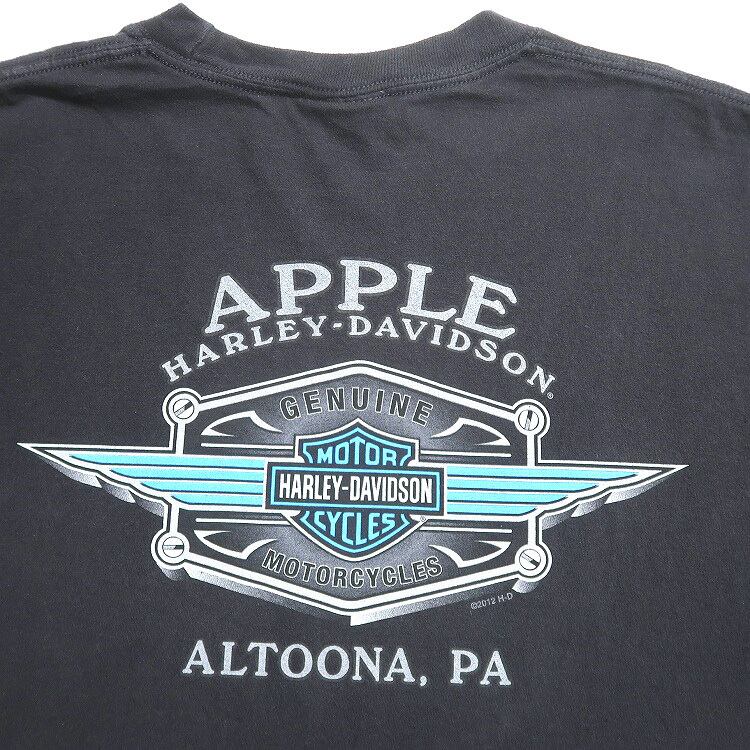 APPLE
HARLEY-DAVIDSON®
GENUINE
MOTOR
HARLEY-DAVIDSON
CYCLES®
MOTORCYCLES
©2012 H-D
ALTOONA, PA